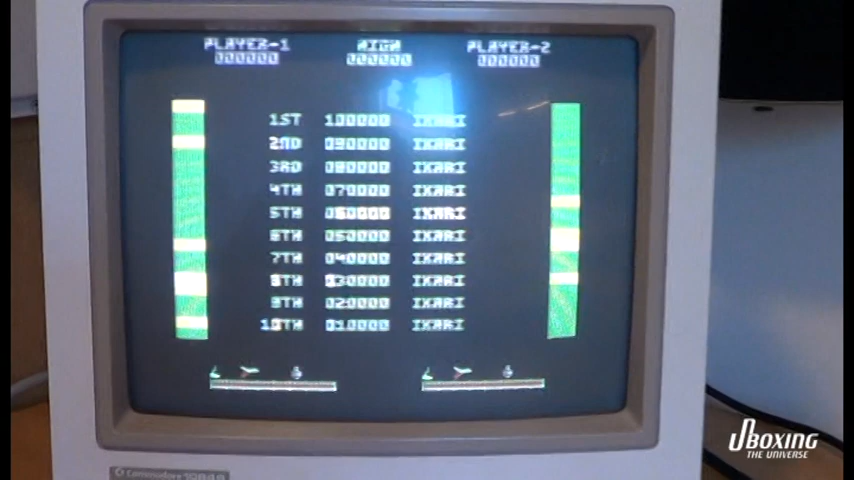 PLAYER-1 HIGH PLAYER-2
000000 000000 000000
1ST 100000 IKARI
2ND 090000 IKARI
3RD 080000 IKARI
4TH 070000 IKARI
5TH 060000 IKARI
6TH 050000 IKARI
7TH 040000 IKARI
8TH 030000 IKARI
9TH 020000 IKARI
10TH 010000 IKARI
Commodore
UBOXING
THE UNIVERSE